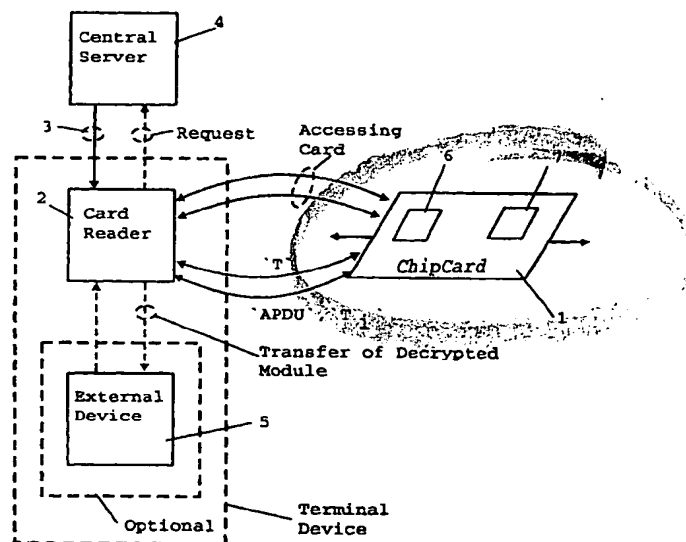 4
Central
Server
3
Request
Accessing
Card
6
7
2
Card
Reader
ChipCard
`T`
`APDU`
T
1
1
Transfer of Decrypted
Module
External
Device
5
Optional
Terminal
Device